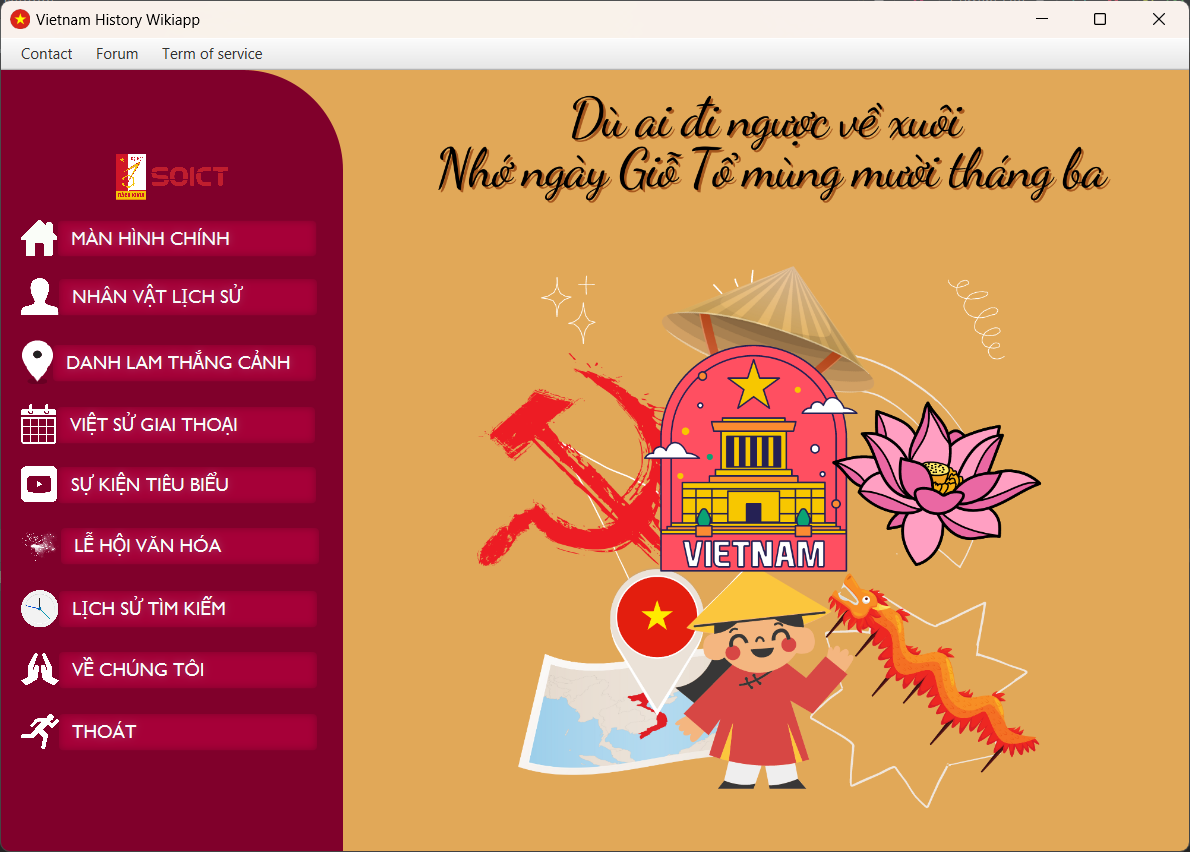 Vietnam History Wikiapp
Contact Forum Term of service
Dù ai đi ngược về xuôi
Nhớ ngày Giỗ Tổ mùng mười tháng ba
SOICT
MÀN HÌNH CHÍNH
NHÂN VẬT LỊCH SỬ
DANH LAM THẮNG CẢNH
VIỆT SỬ GIAI THOẠI
SỰ KIỆN TIÊU BIỂU
LỄ HỘI VĂN HÓA
LỊCH SỬ TÌM KIẾM
VỀ CHÚNG TÔI
THOÁT
VIETNAM